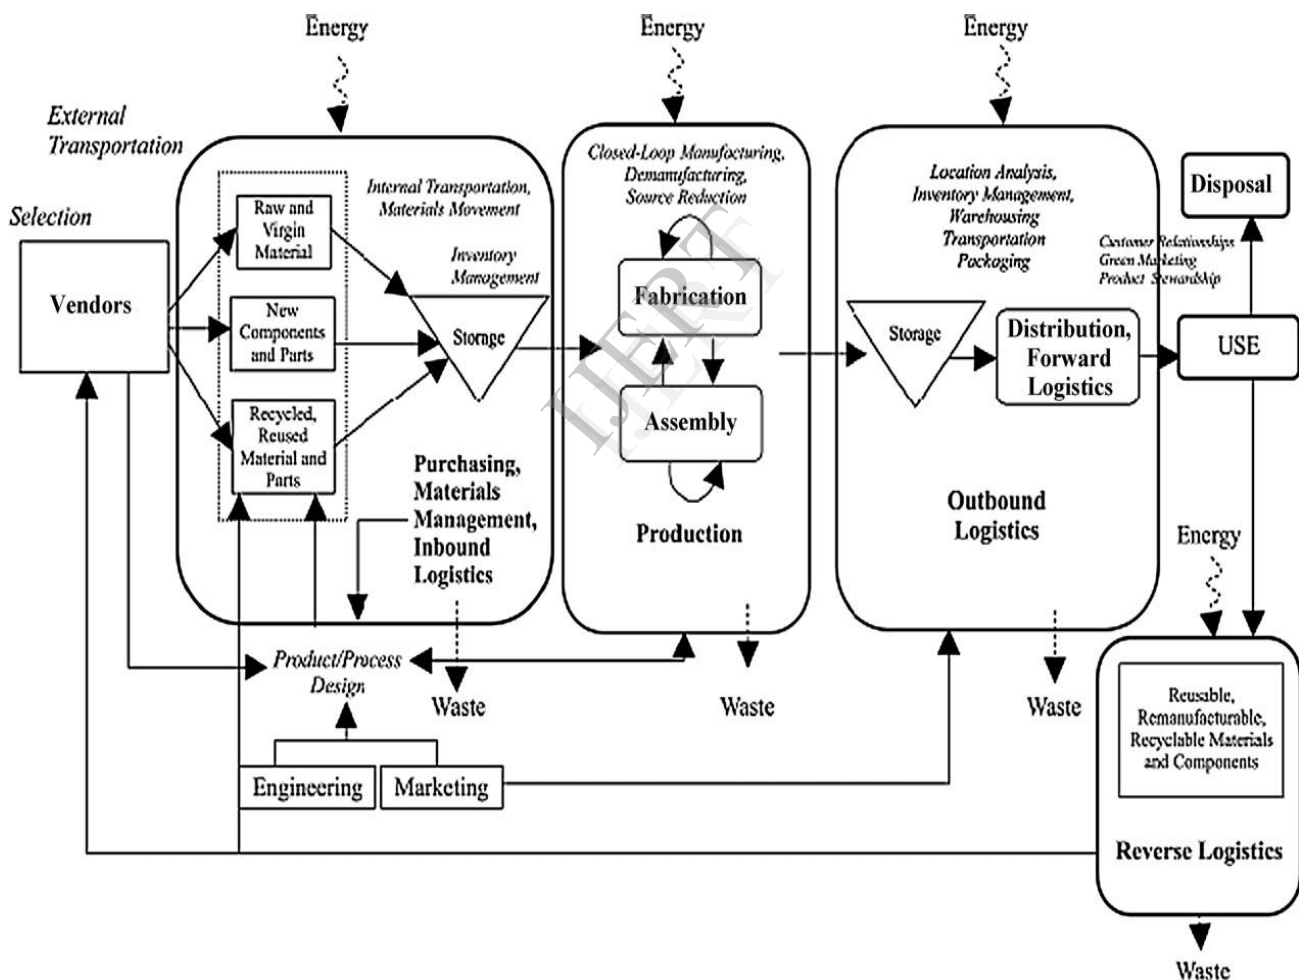 Energy
Energy
Energy
External
Transportation
Selection
Vendors
Raw and
Virgin
Material
New
Components
and Parts
Recycled,
Reused
Material and
Parts
Internal Transportation,
Materials Movement
Inventory
Management
Storage
Purchasing,
Materials
Management,
Inbound
Logistics
Closed-Loop Manufacturing,
Demanufacturing,
Source Reduction
Fabrication
Assembly
Production
IJERT
Location Analysis,
Inventory Management,
Warehousing
Transportation
Packaging
Storage
Distribution,
Forward
Logistics
Outbound
Logistics
Customer Relationships
Green Marketing
Product Stewardship
Disposal
USE
Energy
Reusable,
Remanufacturable,
Recyclable Materials
and Components
Reverse Logistics
Waste
Product/Process
Design
Waste
Waste
Waste
Engineering
Marketing